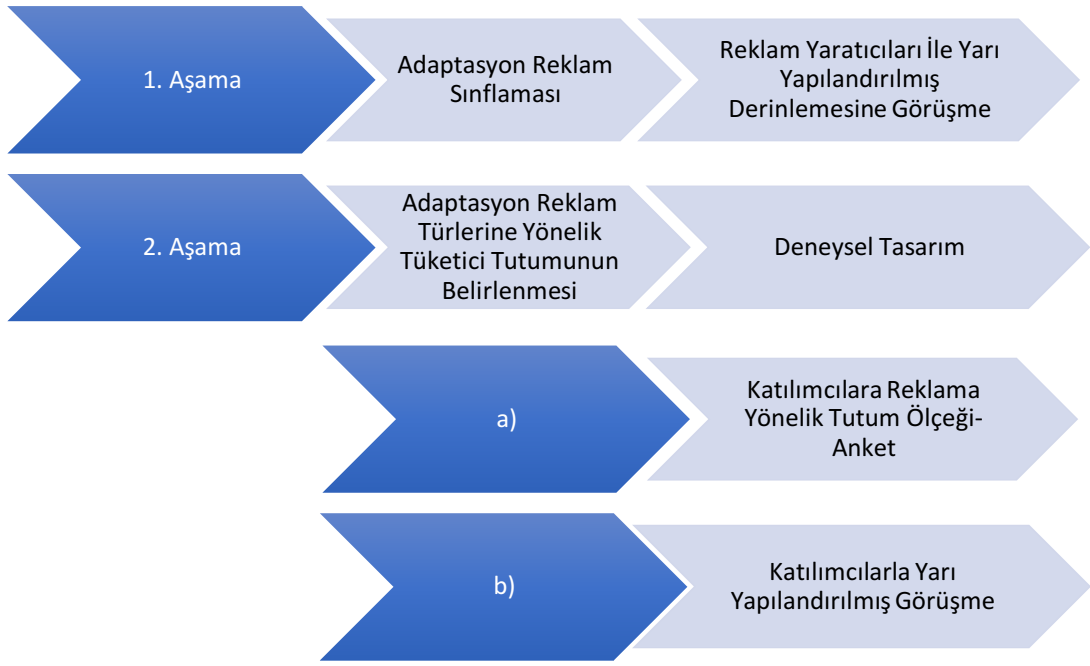 1. Aşama
Adaptasyon Reklam
Sınflaması
Reklam Yaratıcıları İle Yarı
Yapılandırılmış
Derinlemesine Görüşme
2. Aşama
Adaptasyon Reklam
Türlerine Yönelik
Tüketici Tutumunun
Belirlenmesi
Deneysel Tasarım
a)
Katılımcılara Reklama
Yönelik Tutum Ölçeği-
Anket
b)
Katılımcılarla Yarı
Yapılandırılmış Görüşme